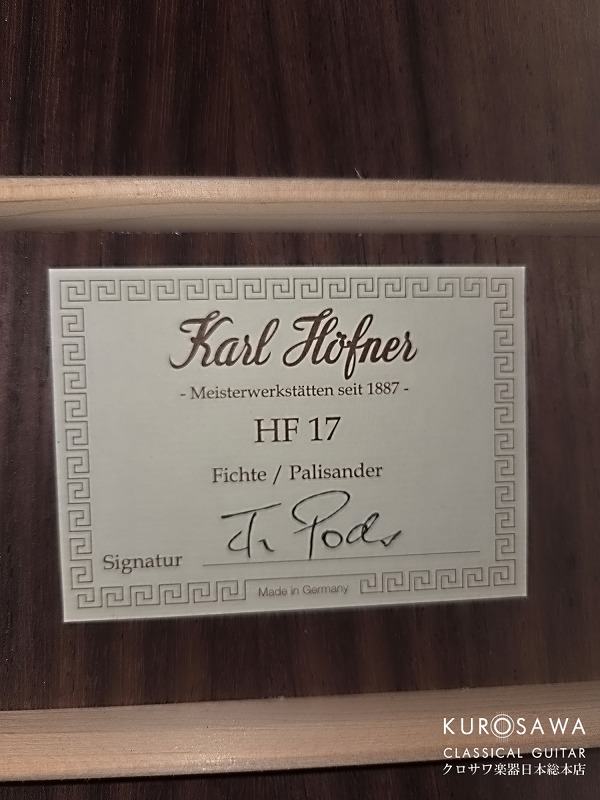 Karl Höfner
- Meisterwerkstätten seit 1887 -
HF 17
Fichte / Palisander
Signatur
Made in Germany
KUROSAWA
CLASSICAL GUITAR
クロサワ楽器日本総本店